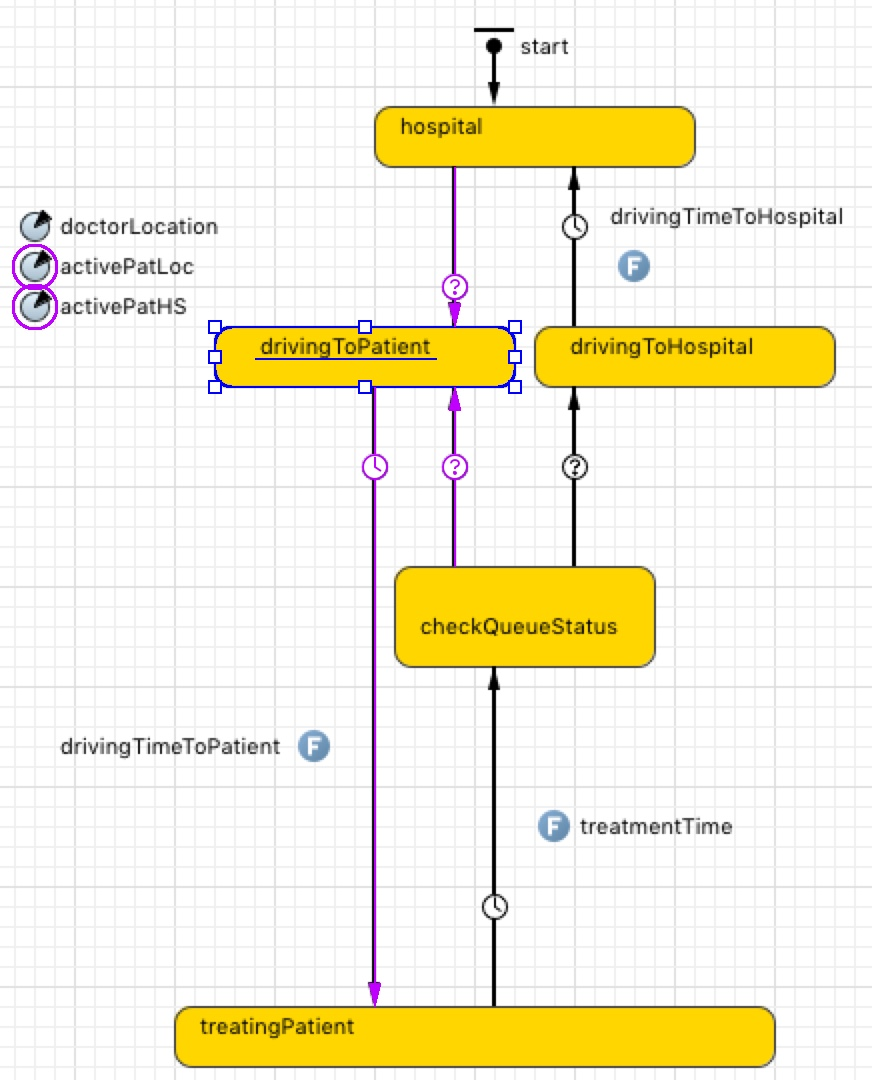 start
hospital
drivingTimeToHospital
F
doctorLocation
activePatLoc
activePatHS
?
drivingToPatient
drivingToHospital
?
?
checkQueueStatus
drivingTimeToPatient F
F treatmentTime
treatingPatient